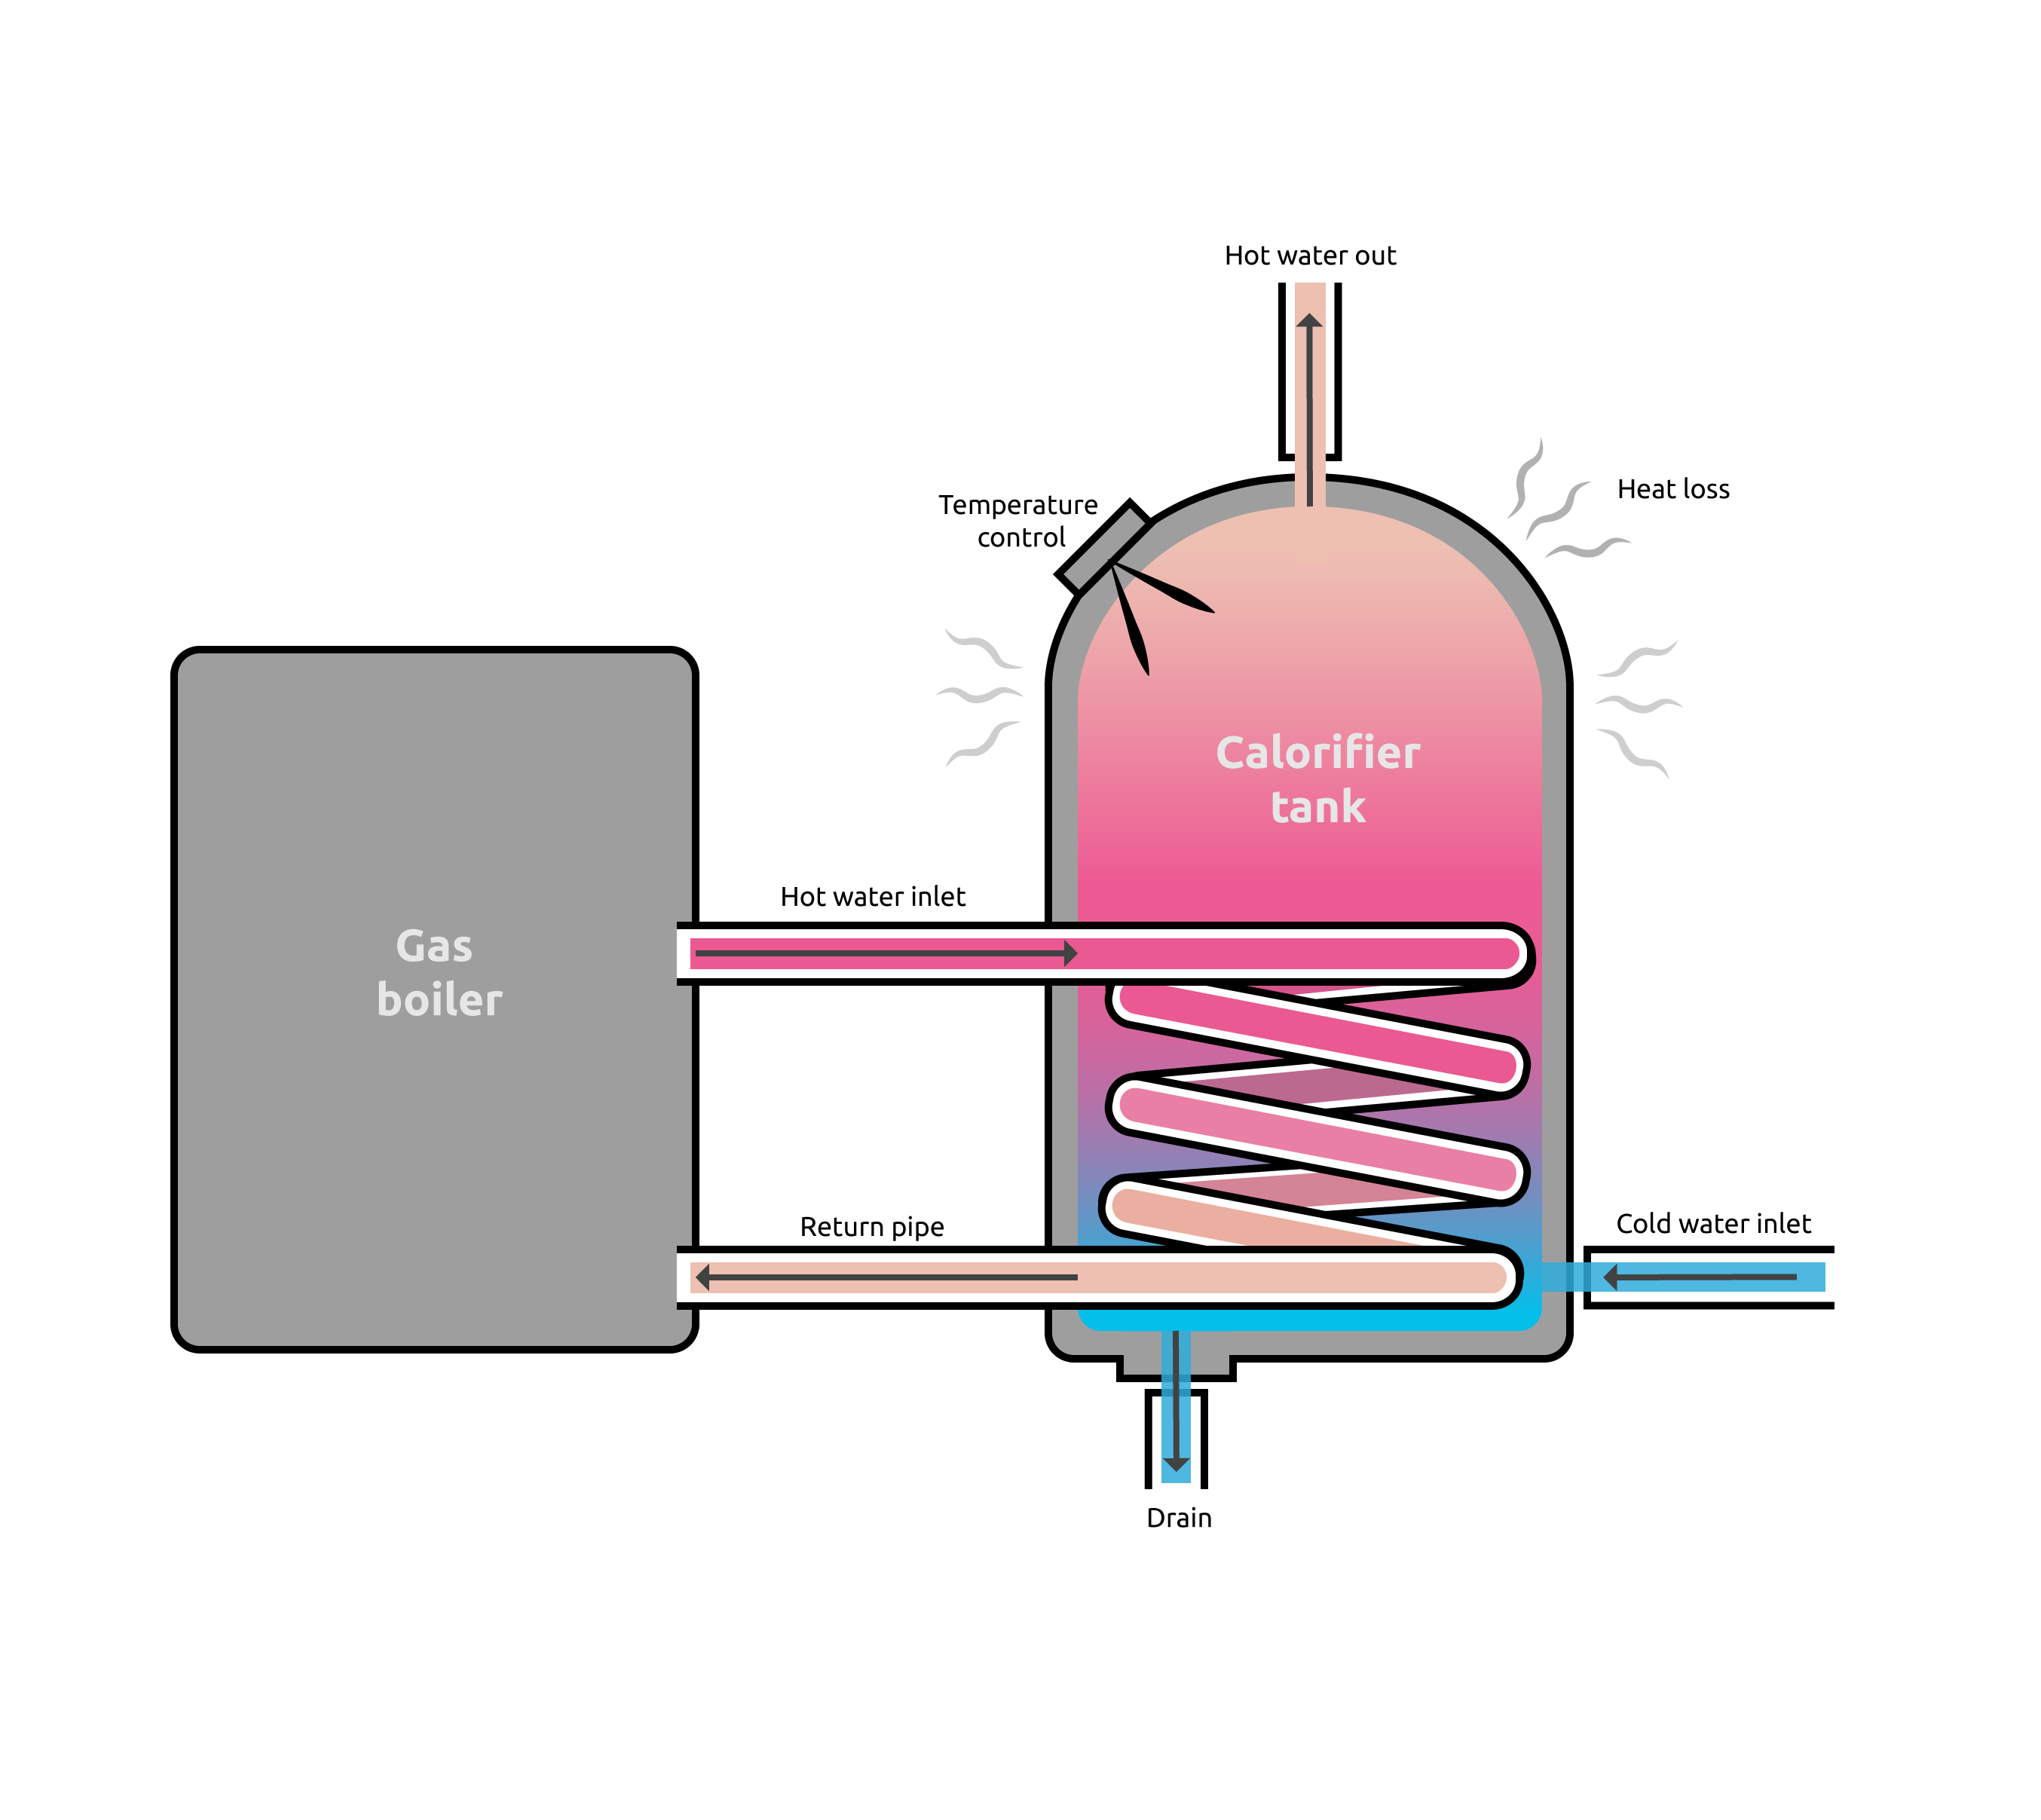 Hot water out
Temperature
control
Heat loss
Calorifier
tank
Hot water inlet
Gas
boiler
Return pipe
Cold water inlet
Drain